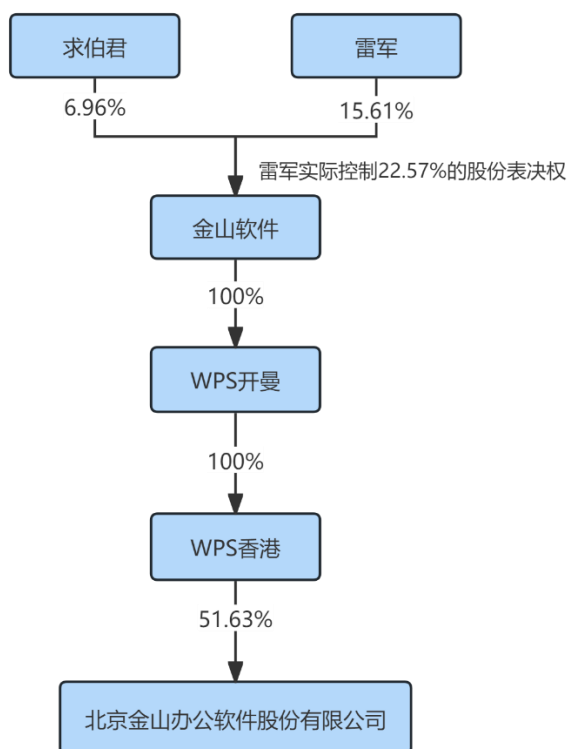 求伯君
雷军
6.96%
15.61%
雷军实际控制22.57%的股份表决权
金山软件
100%
WPS开曼
100%
WPS香港
51.63%
北京金山办公软件股份有限公司